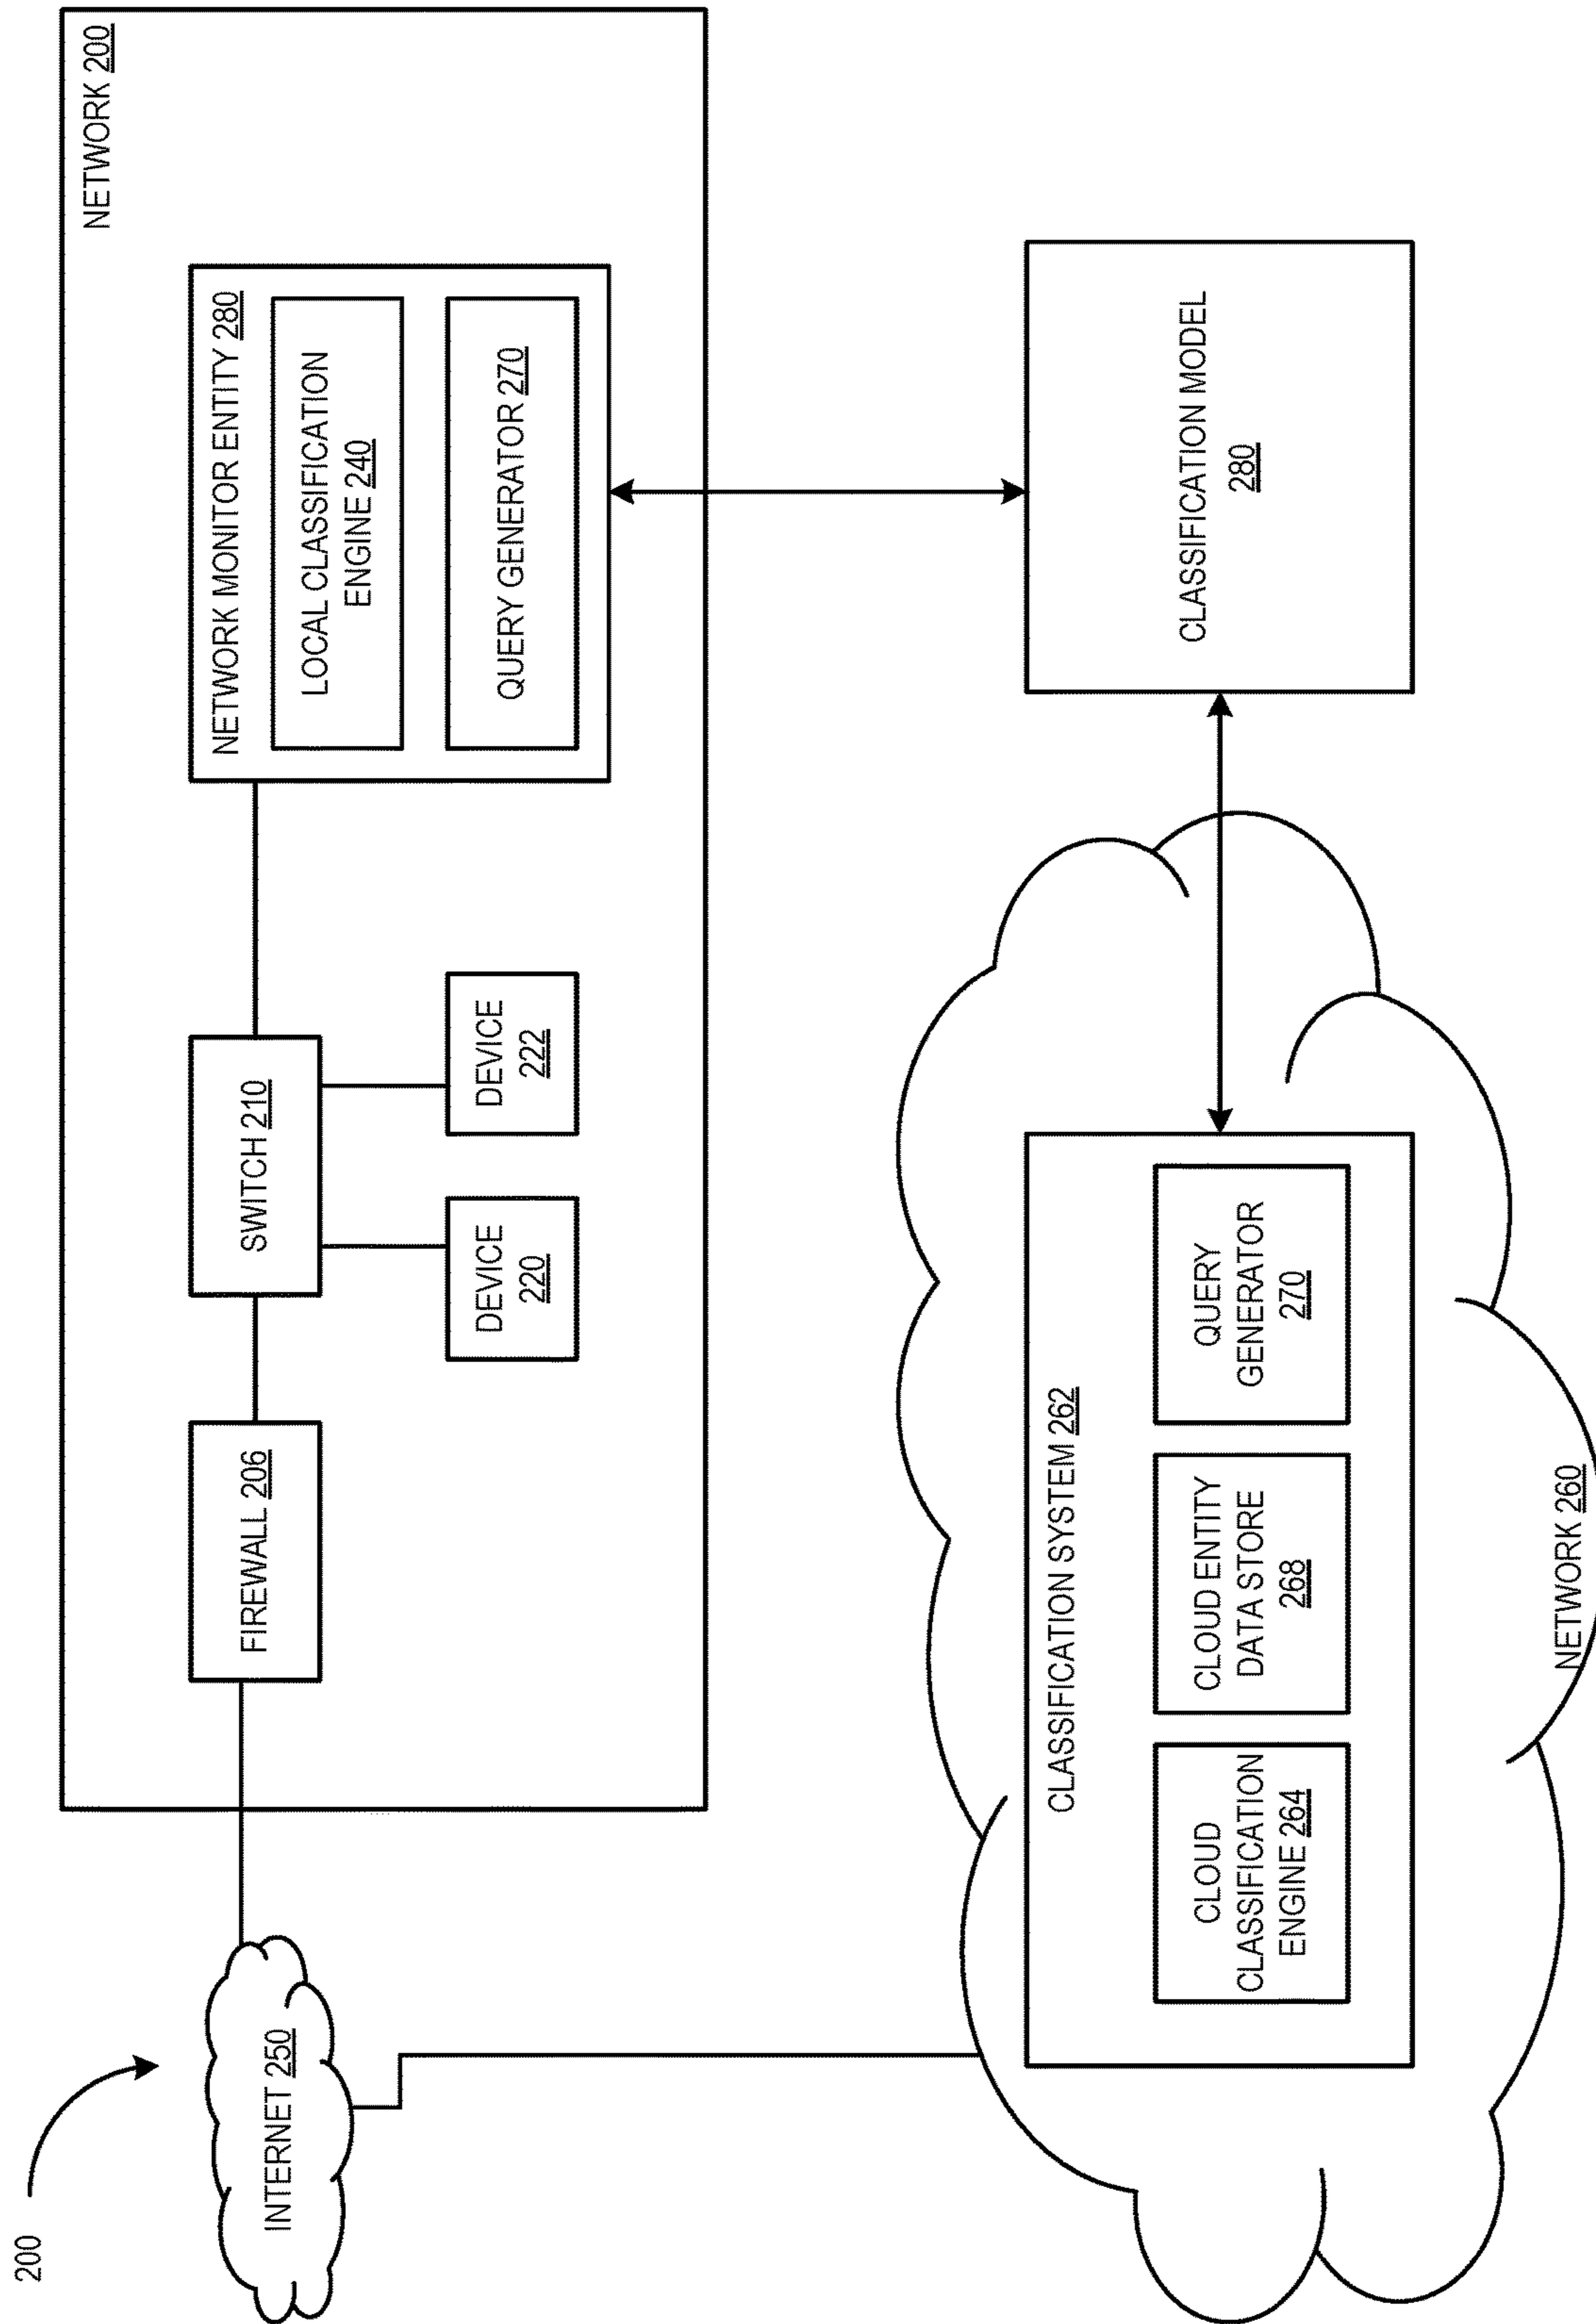 200
INTERNET 250
NETWORK 200
FIREWALL 206
SWITCH 210
DEVICE
220
DEVICE
222
NETWORK MONITOR ENTITY 280
LOCAL CLASSIFICATION
ENGINE 240
QUERY GENERATOR 270
CLASSIFICATION SYSTEM 262
CLOUD
CLASSIFICATION
ENGINE 264
CLOUD ENTITY
DATA STORE
268
QUERY
GENERATOR
270
NETWORK 260
CLASSIFICATION MODEL
280